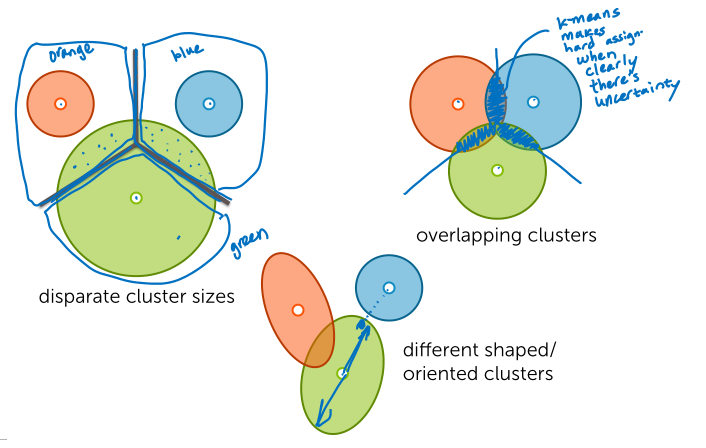 orange
blue
green
disparate cluster sizes
k-means
makes
hard assign.
when
clearly
there's
uncertainty
overlapping clusters
different shaped/
oriented clusters